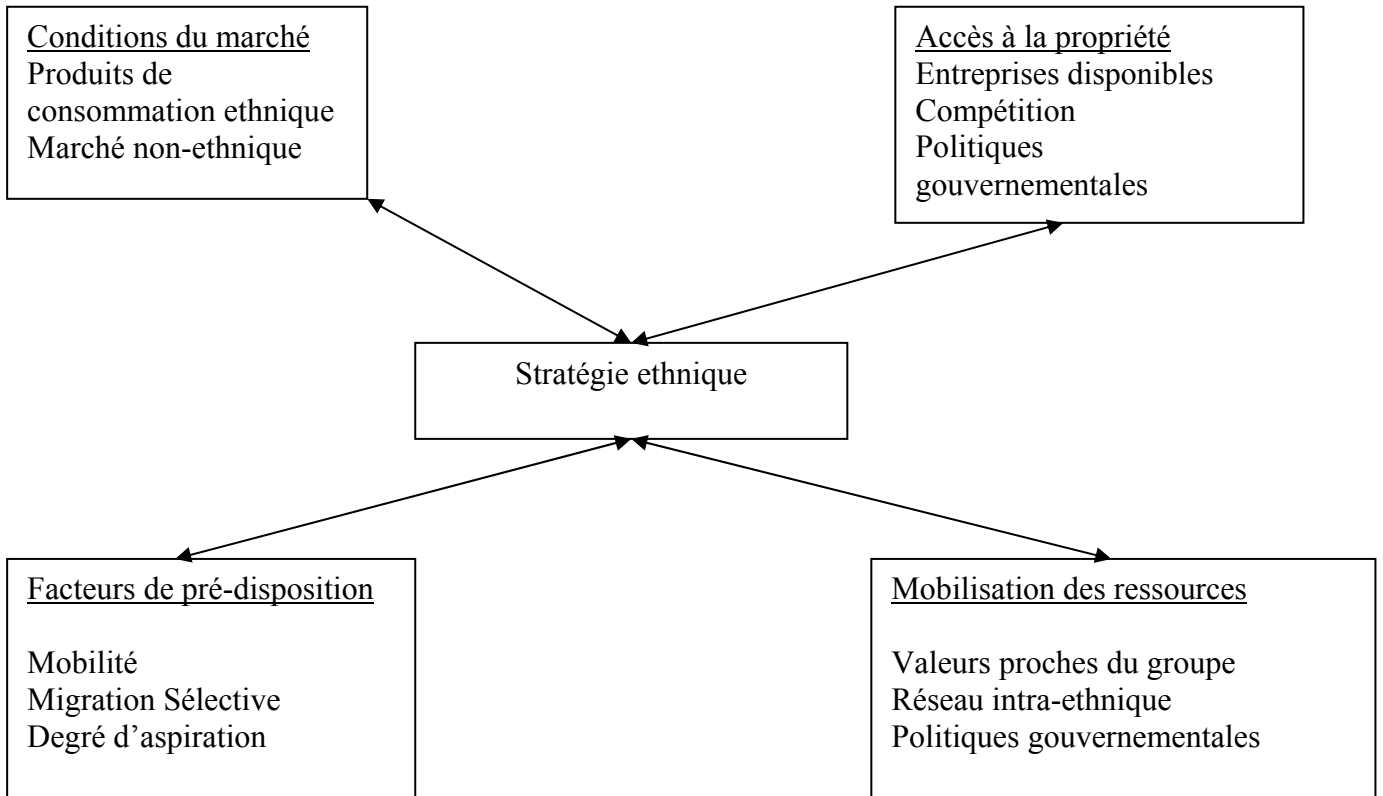 Conditions du marché
Produits de
consommation ethnique
Marché non-ethnique
Accès à la propriété
Entreprises disponibles
Compétition
Politiques
gouvernementales
Stratégie ethnique
Facteurs de pré-disposition
Mobilité
Migration Sélective
Degré d’aspiration
Mobilisation des ressources
Valeurs proches du groupe
Réseau intra-ethnique
Politiques gouvernementales